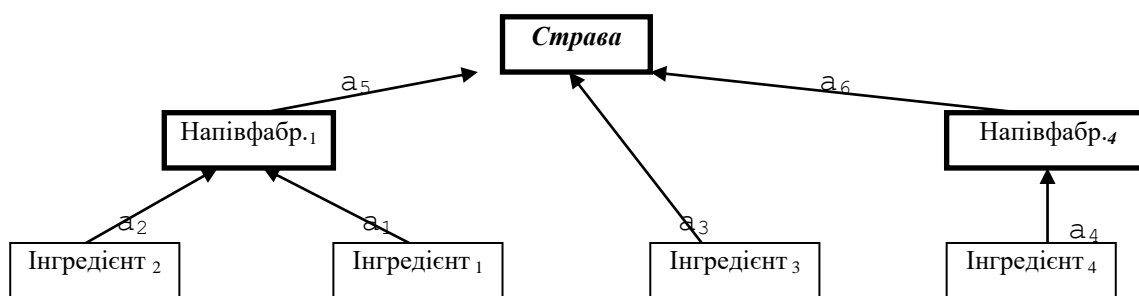 Страва
a₅
a₆
Напівфабр.₁
Напівфабр.₄
a₂
a₁
a₃
a₄
Інгредієнт ₂
Інгредієнт ₁
Інгредієнт ₃
Інгредієнт ₄